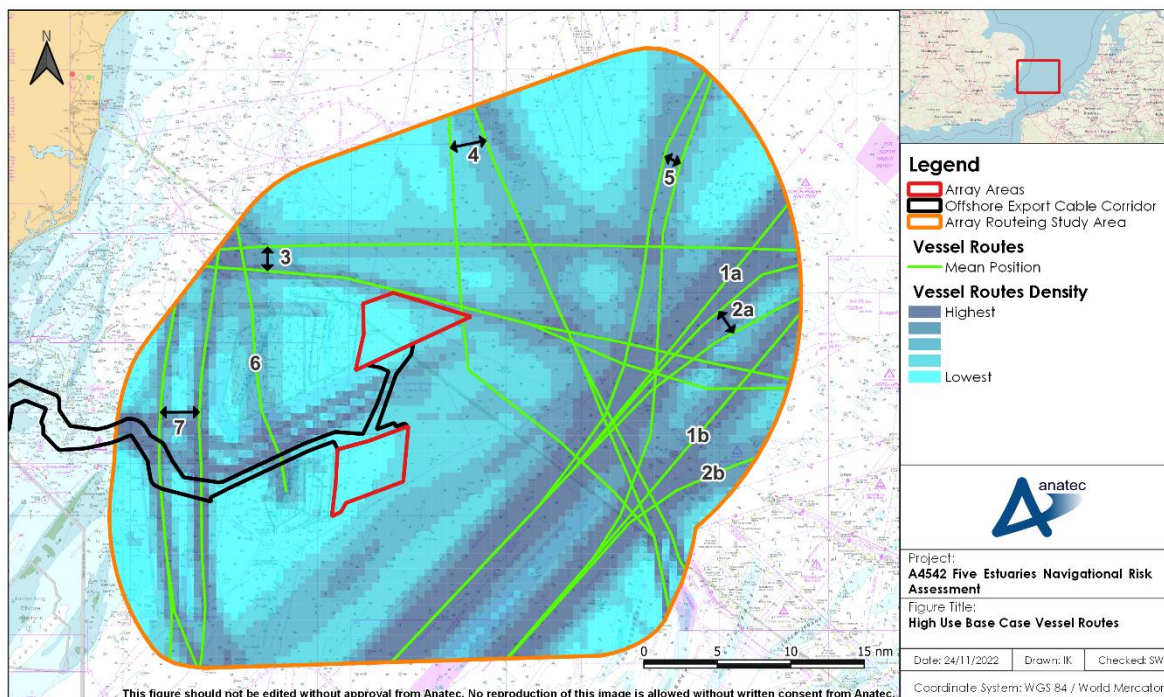 N
4
5
3
1a
2a
6
7
1b
2b
0
5
10
15 nm
This figure should not be edited without approval from Anatec. No reproduction of this image is allowed without written consent from Anatec.
Legend
Array Areas
Offshore Export Cable Corridor
Array Routeing Study Area
Vessel Routes
Mean Position
Vessel Routes Density
Highest
Lowest
anatec
Project:
A4542 Five Estuaries Navigational Risk
Assessment
Figure Title:
High Use Base Case Vessel Routes
Date: 24/11/2022
Drawn: IK
Checked: SW
Coordinate System: WGS 84 / World Mercator